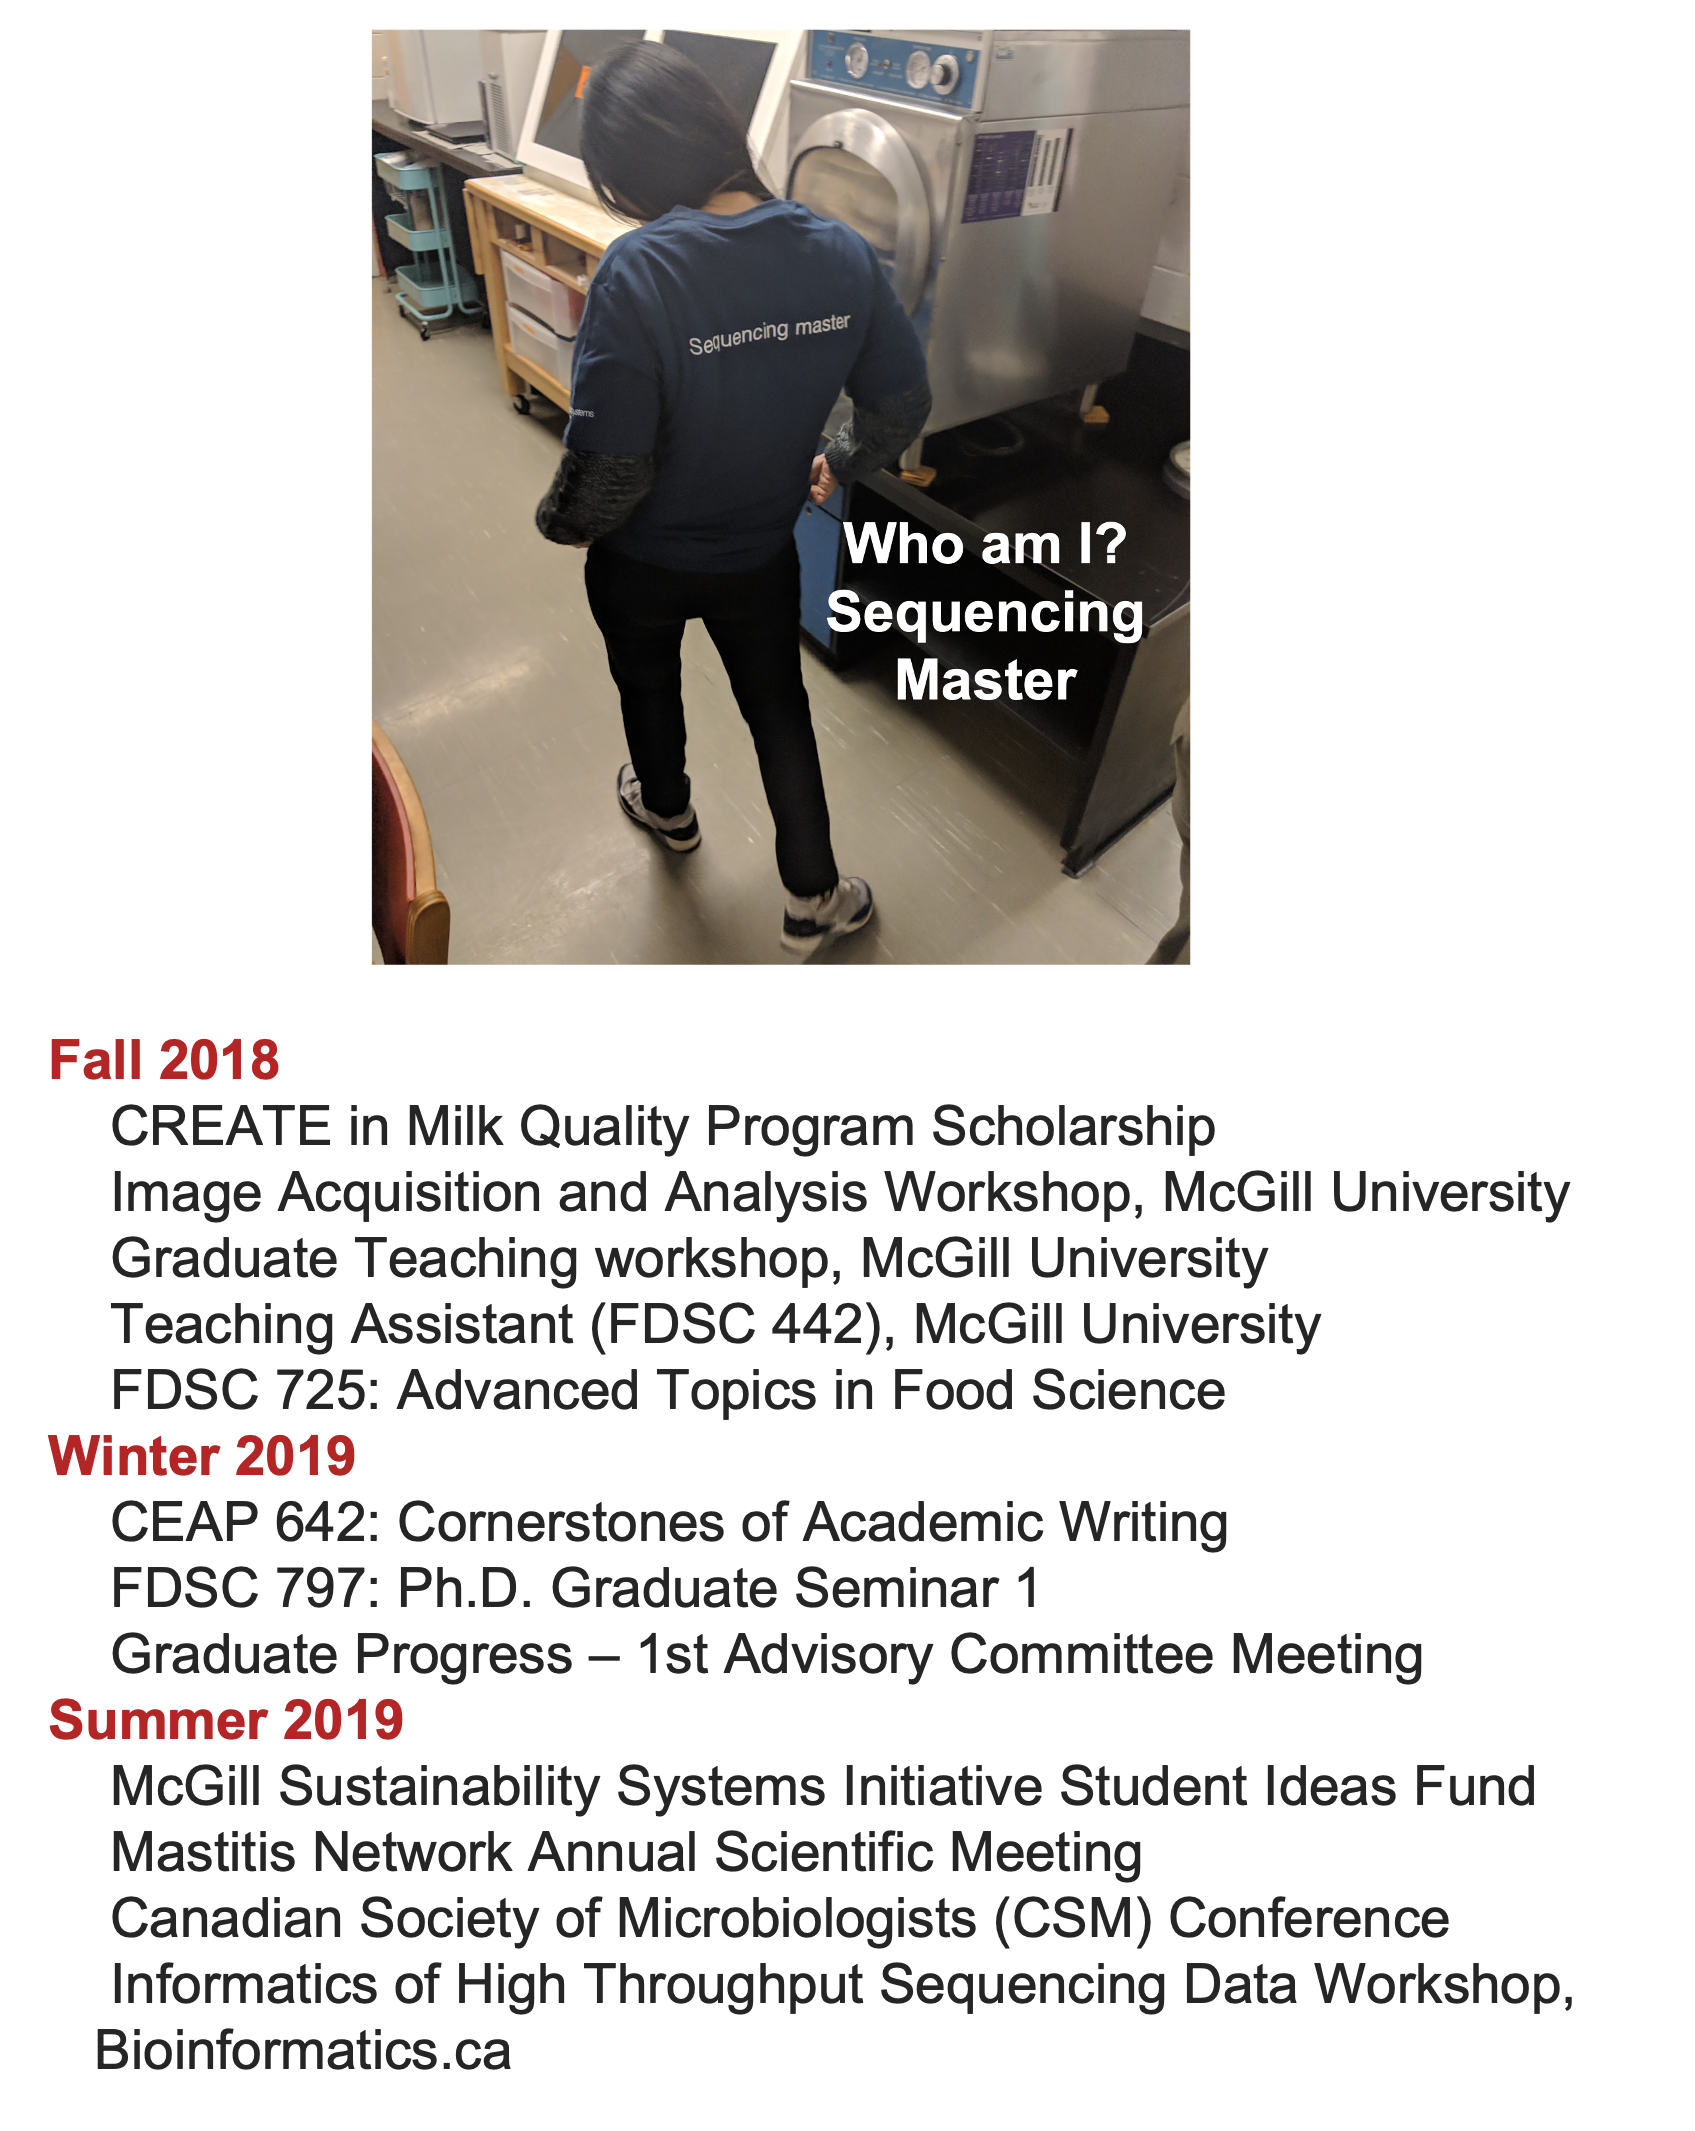 Sequencing master
Who am I?
Sequencing
Master
Fall 2018
CREATE in Milk Quality Program Scholarship
Image Acquisition and Analysis Workshop, McGill University
Graduate Teaching workshop, McGill University
Teaching Assistant (FDSC 442), McGill University
FDSC 725: Advanced Topics in Food Science
Winter 2019
CEAP 642: Cornerstones of Academic Writing
FDSC 797: Ph.D. Graduate Seminar 1
Graduate Progress – 1st Advisory Committee Meeting
Summer 2019
McGill Sustainability Systems Initiative Student Ideas Fund
Mastitis Network Annual Scientific Meeting
Canadian Society of Microbiologists (CSM) Conference
Informatics of High Throughput Sequencing Data Workshop,
Bioinformatics.ca